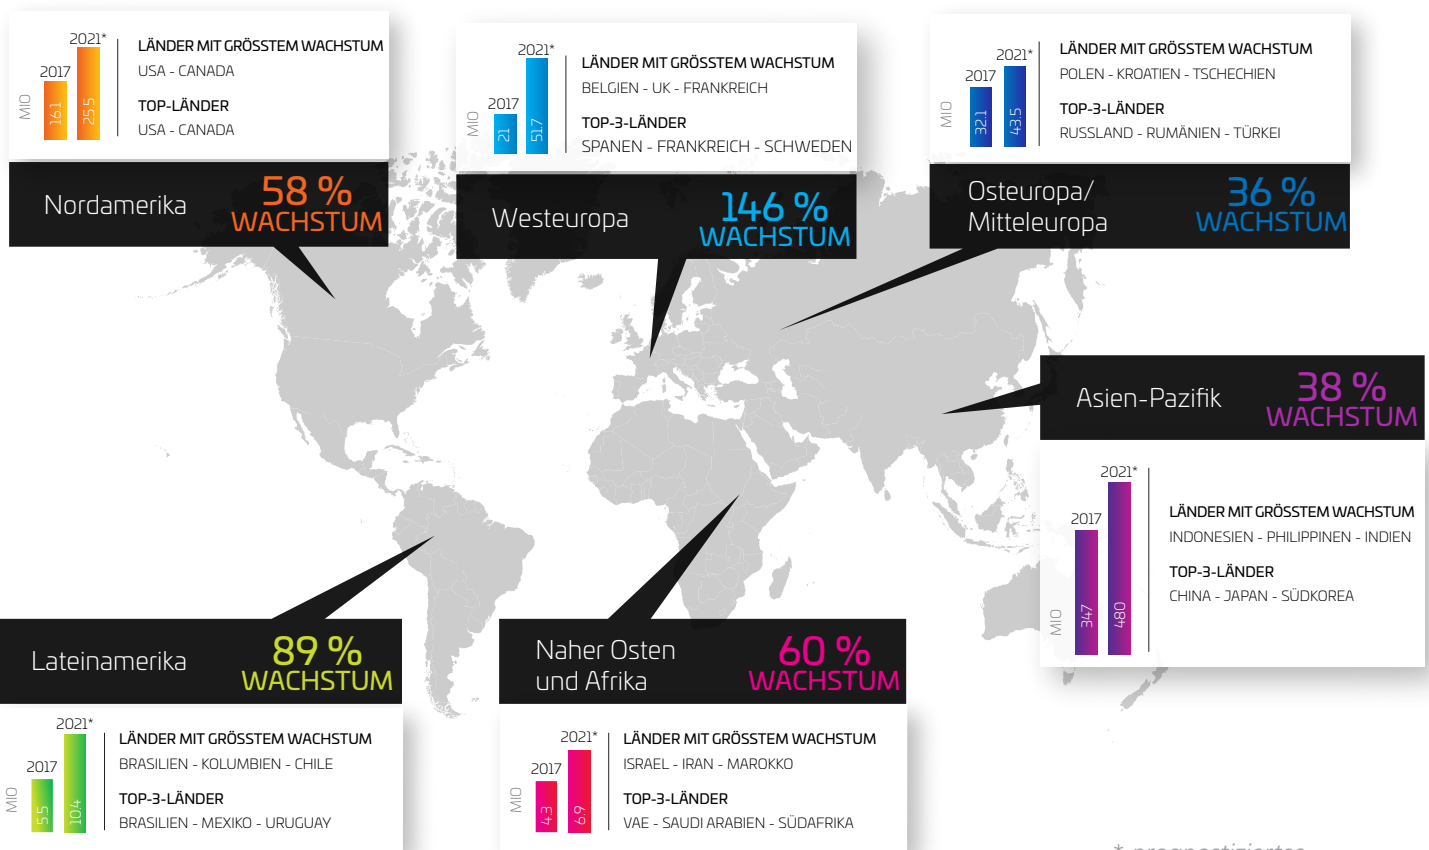 2021*
2017
MIO
16.1
25.5
LÄNDER MIT GRÖSSTEM WACHSTUM
USA - CANADA
TOP-LÄNDER
USA - CANADA
Nordamerika
58 %
WACHSTUM
2021*
2017
MIO
21
51.7
LÄNDER MIT GRÖSSTEM WACHSTUM
BELGIEN - UK - FRANKREICH
TOP-3-LÄNDER
SPANEN - FRANKREICH - SCHWEDEN
Westeuropa
146 %
WACHSTUM
2021*
2017
MIO
32.1
43.5
LÄNDER MIT GRÖSSTEM WACHSTUM
POLEN - KROATIEN - TSCHECHIEN
TOP-3-LÄNDER
RUSSLAND - RUMÄNIEN - TÜRKEI
Osteuropa/
Mitteleuropa
36 %
WACHSTUM
Asien-Pazifik
38 %
WACHSTUM
2021*
2017
MIO
347
480
LÄNDER MIT GRÖSSTEM WACHSTUM
INDONESIEN - PHILIPPINEN - INDIEN
TOP-3-LÄNDER
CHINA - JAPAN - SÜDKOREA
Lateinamerika
89 %
WACHSTUM
2021*
2017
MIO
5.5
10.4
LÄNDER MIT GRÖSSTEM WACHSTUM
BRASILIEN - KOLUMBIEN - CHILE
TOP-3-LÄNDER
BRASILIEN - MEXIKO - URUGUAY
Naher Osten
und Afrika
60 %
WACHSTUM
2021*
2017
MIO
4.3
6.9
LÄNDER MIT GRÖSSTEM WACHSTUM
ISRAEL - IRAN - MAROKKO
TOP-3-LÄNDER
VAE - SAUDI ARABIEN - SÜDAFRIKA
* prognostiziertes